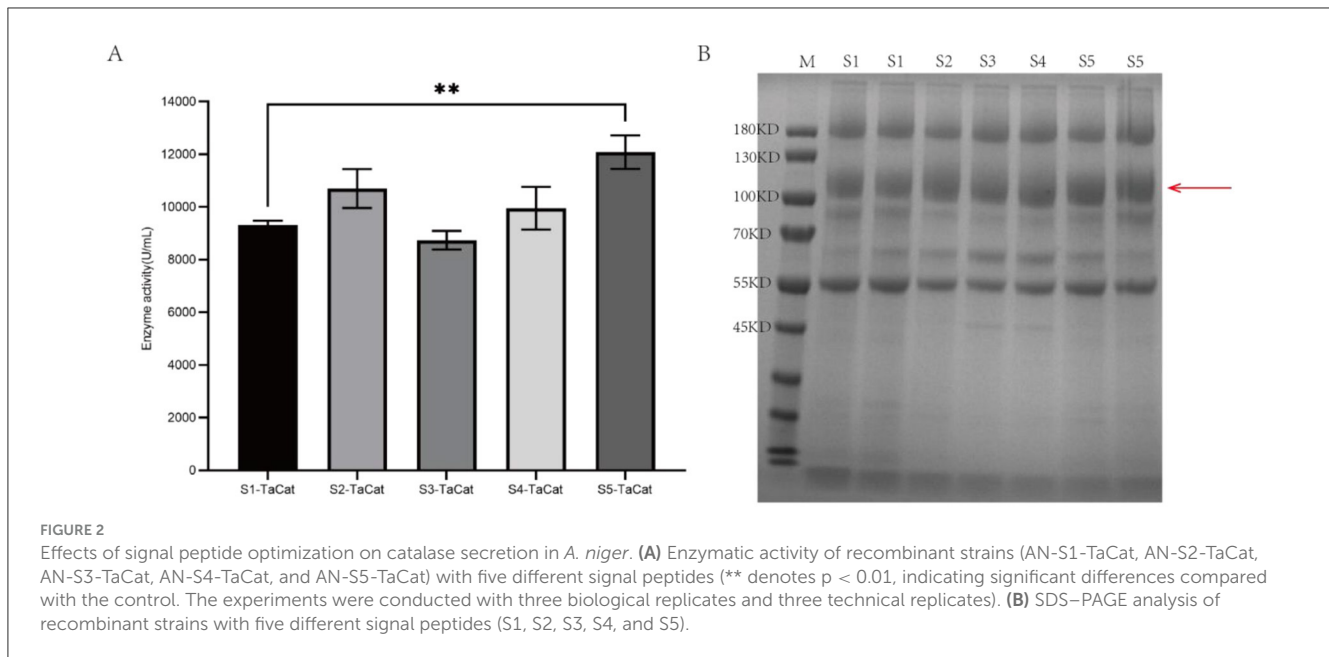 A
**
14000
12000
10000
8000
6000
4000
2000
0
Enzyme activity(U/mL)
S1-TaCat S2-TaCat S3-TaCat S4-TaCat S5-TaCat
B
M S1 S1 S2 S3 S4 S5 S5
180KD
130KD
100KD
70KD
55KD
45KD
FIGURE 2
Effects of signal peptide optimization on catalase secretion in A. niger. (A) Enzymatic activity of recombinant strains (AN-S1-TaCat, AN-S2-TaCat,
AN-S3-TaCat, AN-S4-TaCat, and AN-S5-TaCat) with five different signal peptides (** denotes p < 0.01, indicating significant differences compared
with the control. The experiments were conducted with three biological replicates and three technical replicates). (B) SDS–PAGE analysis of
recombinant strains with five different signal peptides (S1, S2, S3, S4, and S5).